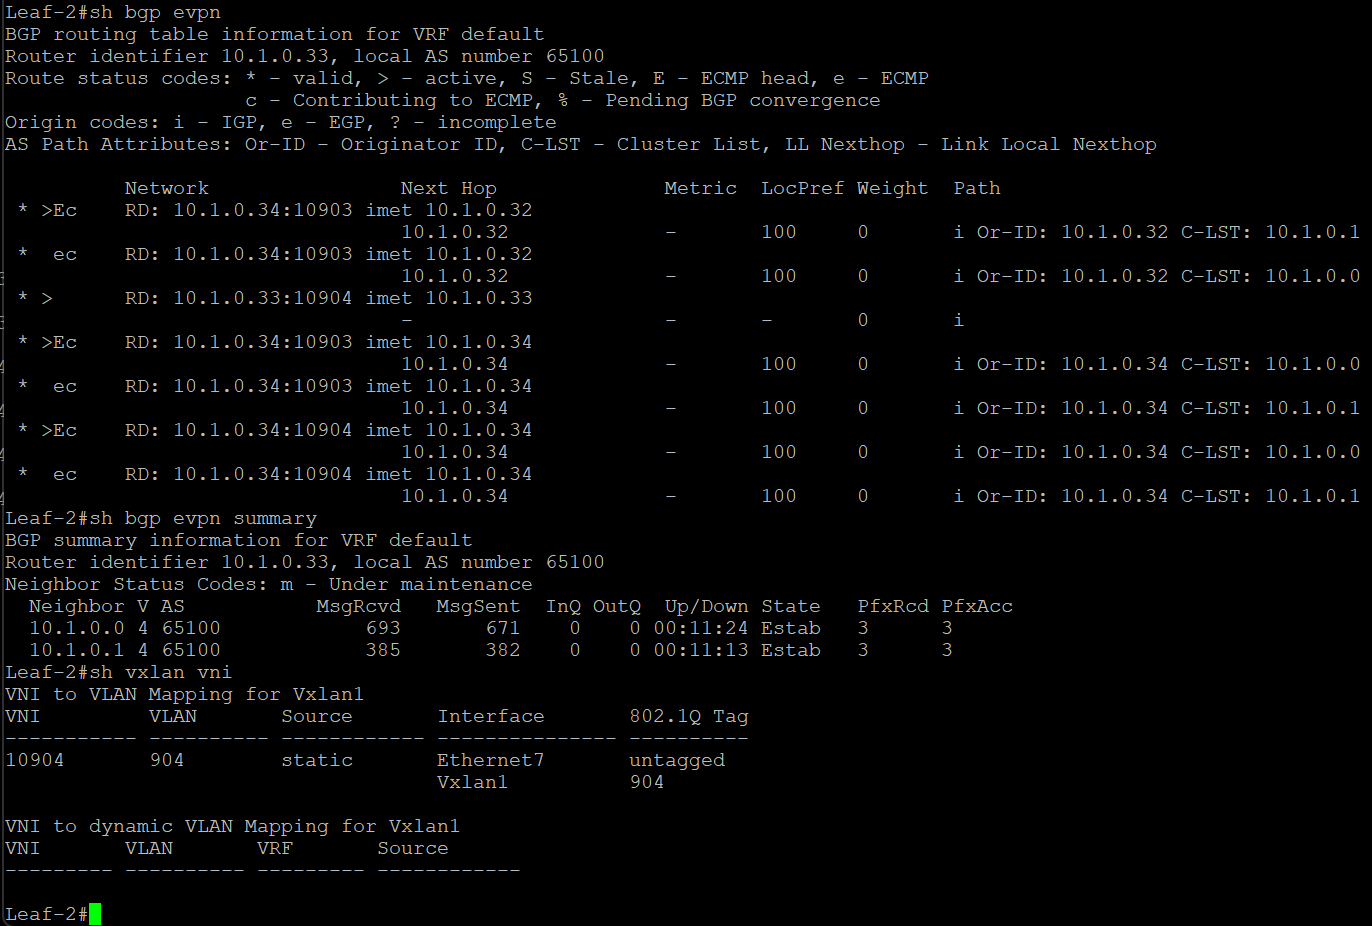 Leaf-2#sh bgp evpn
BGP routing table information for VRF default
Router identifier 10.1.0.33, local AS number 65100
Route status codes: * - valid, > - active, S - Stale, E - ECMP head, e - ECMP
                    c - Contributing to ECMP, % - Pending BGP convergence
Origin codes: i - IGP, e - EGP, ? - incomplete
AS Path Attributes: Or-ID - Originator ID, C-LST - Cluster List, LL Nexthop - Link Local Nexthop

          Network                Next Hop              Metric  LocPref Weight  Path
 * >Ec    RD: 10.1.0.34:10903 imet 10.1.0.32
                                 10.1.0.32             -       100     0       i Or-ID: 10.1.0.32 C-LST: 10.1.0.1
 *  ec    RD: 10.1.0.34:10903 imet 10.1.0.32
                                 10.1.0.32             -       100     0       i Or-ID: 10.1.0.32 C-LST: 10.1.0.0
 * >      RD: 10.1.0.33:10904 imet 10.1.0.33
                                 -                     -       -       0       i
 * >Ec    RD: 10.1.0.34:10903 imet 10.1.0.34
                                 10.1.0.34             -       100     0       i Or-ID: 10.1.0.34 C-LST: 10.1.0.0
 *  ec    RD: 10.1.0.34:10903 imet 10.1.0.34
                                 10.1.0.34             -       100     0       i Or-ID: 10.1.0.34 C-LST: 10.1.0.1
 * >Ec    RD: 10.1.0.34:10904 imet 10.1.0.34
                                 10.1.0.34             -       100     0       i Or-ID: 10.1.0.34 C-LST: 10.1.0.0
 *  ec    RD: 10.1.0.34:10904 imet 10.1.0.34
                                 10.1.0.34             -       100     0       i Or-ID: 10.1.0.34 C-LST: 10.1.0.1
Leaf-2#sh bgp evpn summary
BGP summary information for VRF default
Router identifier 10.1.0.33, local AS number 65100
Neighbor Status Codes: m - Under maintenance
  Neighbor V AS           MsgRcvd   MsgSent  InQ OutQ  Up/Down State   PfxRcd PfxAcc
  10.1.0.0 4 65100            693       671    0    0 00:11:24 Estab   3      3
  10.1.0.1 4 65100            385       382    0    0 00:11:13 Estab   3      3
Leaf-2#sh vxlan vni
VNI to VLAN Mapping for Vxlan1
VNI         VLAN       Source       Interface       802.1Q Tag
----------- ---------- ------------ --------------- ----------
10904       904        static       Ethernet7       untagged
                                    Vxlan1          904

VNI to dynamic VLAN Mapping for Vxlan1
VNI       VLAN       VRF       Source
--------- ---------- --------- ------------

Leaf-2#